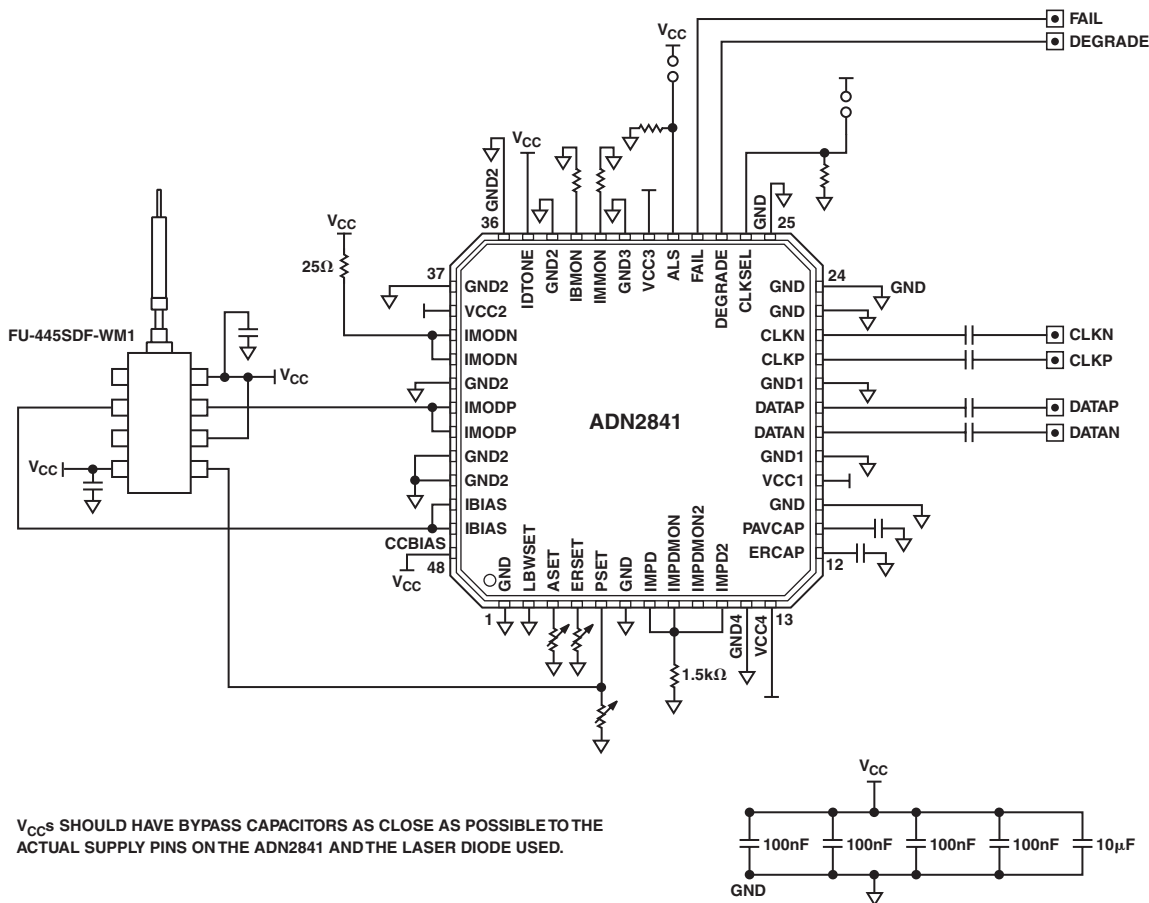 FAIL
DEGRADE
VCC
VCC
GND2
36
GND
25
VCC
25Ω
37
24
GND
IDTONE
GND2
IBMON
IMMON
GND3
VCC3
ALS
FAIL
DEGRADE
CLKSEL
GND2
VCC2
IMODN
IMODN
GND2
IMODP
IMODP
GND2
GND2
IBIAS
IBIAS
CCBIAS
48
VCC
GND
GND
CLKN
CLKP
GND1
DATAP
DATAN
GND1
VCC1
GND
PAVCAP
ERCAP
12
CLKN
CLKP
DATAP
DATAN
FU-445SDF-WM1
VCC
VCC
ADN2841
GND
LBWSET
ASET
ERSET
PSET
GND
IMPD
IMPDMON
IMPDMON2
IMPD2
1
GND4
VCC4
13
1.5kΩ
VCCs SHOULD HAVE BYPASS CAPACITORS AS CLOSE AS POSSIBLE TO THE
ACTUAL SUPPLY PINS ON THE ADN2841 AND THE LASER DIODE USED.
VCC
100nF
100nF
100nF
100nF
10μF
GND